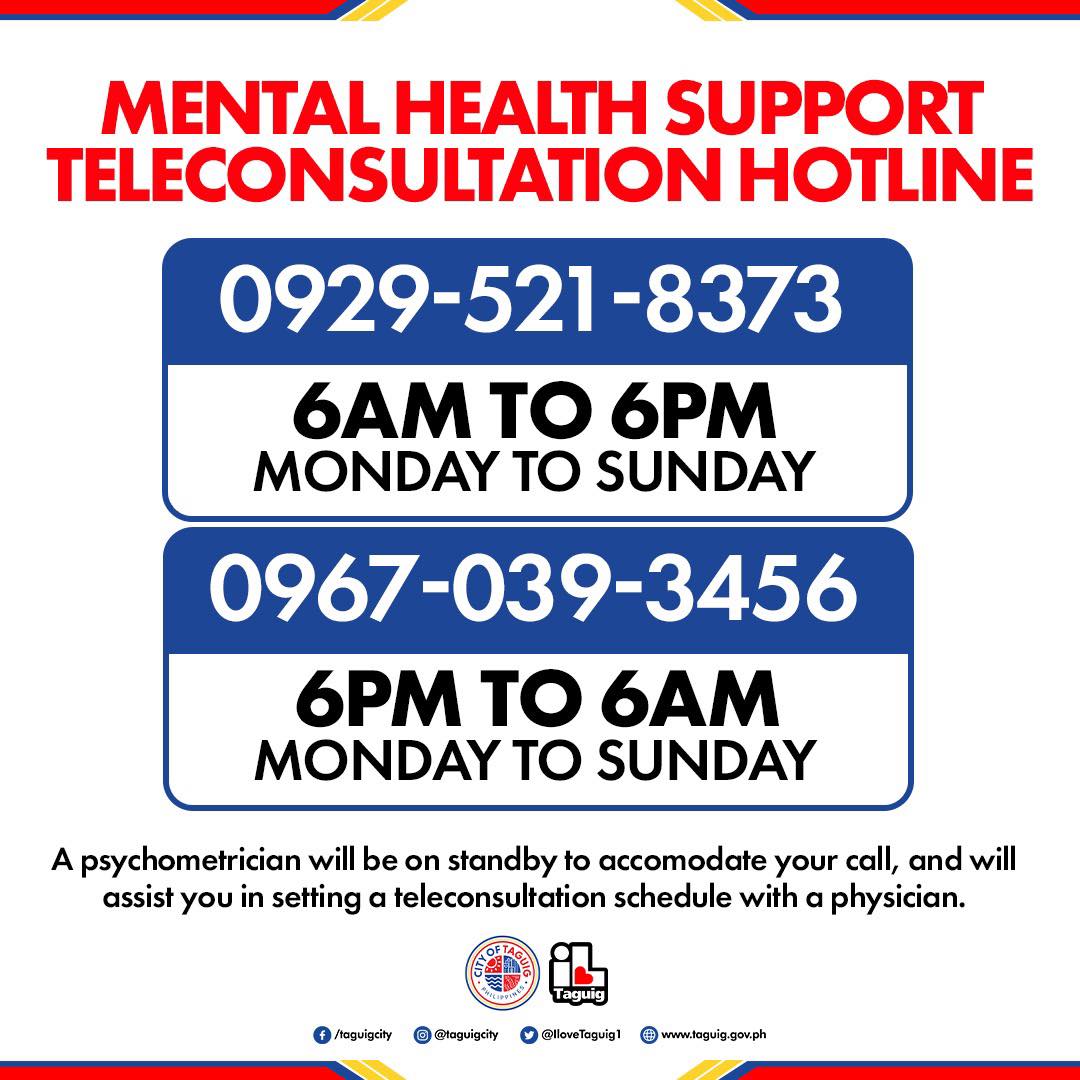 MENTAL HEALTH SUPPORT
TELECONSULTATION HOTLINE
0929-521-8373
6AM TO 6PM
MONDAY TO SUNDAY
0967-039-3456
6PM TO 6AM
MONDAY TO SUNDAY
A psychometrician will be on standby to accomodate your call, and will
assist you in setting a teleconsultation schedule with a physician.
CITY OF TAGUIG
PHILIPPINES
iL
Taguig
/taguigcity @taguigcity @IloveTaguig1 www.taguig.gov.ph